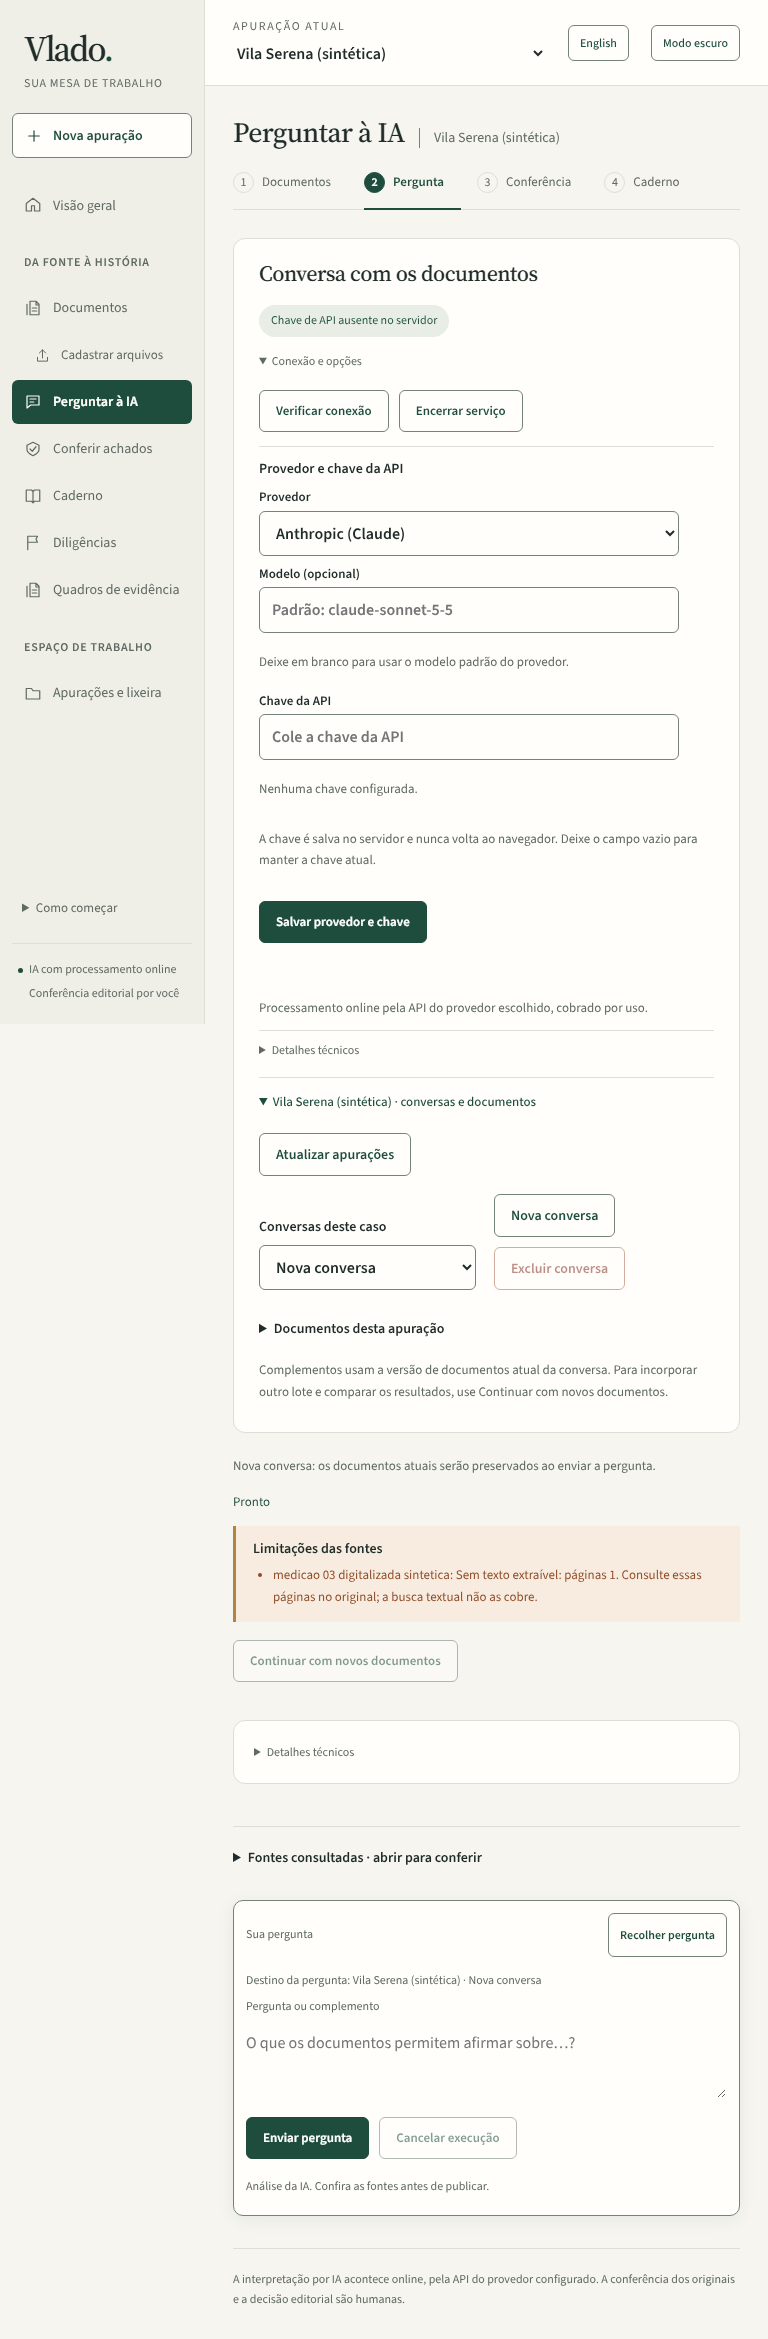 Vlado.
SUA MESA DE TRABALHO
Nova apuração
Visão geral
DA FONTE À HISTÓRIA
Documentos
Cadastrar arquivos
Perguntar à IA
Conferir achados
Caderno
Diligências
Quadros de evidência
ESPAÇO DE TRABALHO
Apurações e lixeira
Como começar
IA com processamento online
Conferência editorial por você
APURAÇÃO ATUAL
Vila Serena (sintética)
English
Modo escuro
Perguntar à IA
Vila Serena (sintética)
1 Documentos
2 Pergunta
3 Conferência
4 Caderno
Conversa com os documentos
Chave de API ausente no servidor
Conexão e opções
Verificar conexão
Encerrar serviço
Provedor e chave da API
Provedor
Anthropic (Claude)
Modelo (opcional)
Padrão: claude-sonnet-5-5
Deixe em branco para usar o modelo padrão do provedor.
Chave da API
Cole a chave da API
Nenhuma chave configurada.
A chave é salva no servidor e nunca volta ao navegador. Deixe o campo vazio para
manter a chave atual.
Salvar provedor e chave
Processamento online pela API do provedor escolhido, cobrado por uso.
Detalhes técnicos
Vila Serena (sintética) · conversas e documentos
Atualizar apurações
Conversas deste caso
Nova conversa
Nova conversa
Excluir conversa
Documentos desta apuração
Complementos usam a versão de documentos atual da conversa. Para incorporar
outro lote e comparar os resultados, use Continuar com novos documentos.
Nova conversa: os documentos atuais serão preservados ao enviar a pergunta.
Pronto
Limitações das fontes
• medicao 03 digitalizada sintetica: Sem texto extraível: páginas 1. Consulte essas
páginas no original; a busca textual não as cobre.
Continuar com novos documentos
Detalhes técnicos
Fontes consultadas · abrir para conferir
Sua pergunta
Recolher pergunta
Destino da pergunta: Vila Serena (sintética) · Nova conversa
Pergunta ou complemento
O que os documentos permitem afirmar sobre…?
Enviar pergunta
Cancelar execução
Análise da IA. Confira as fontes antes de publicar.
A interpretação por IA acontece online, pela API do provedor configurado. A conferência dos originais
e a decisão editorial são humanas.